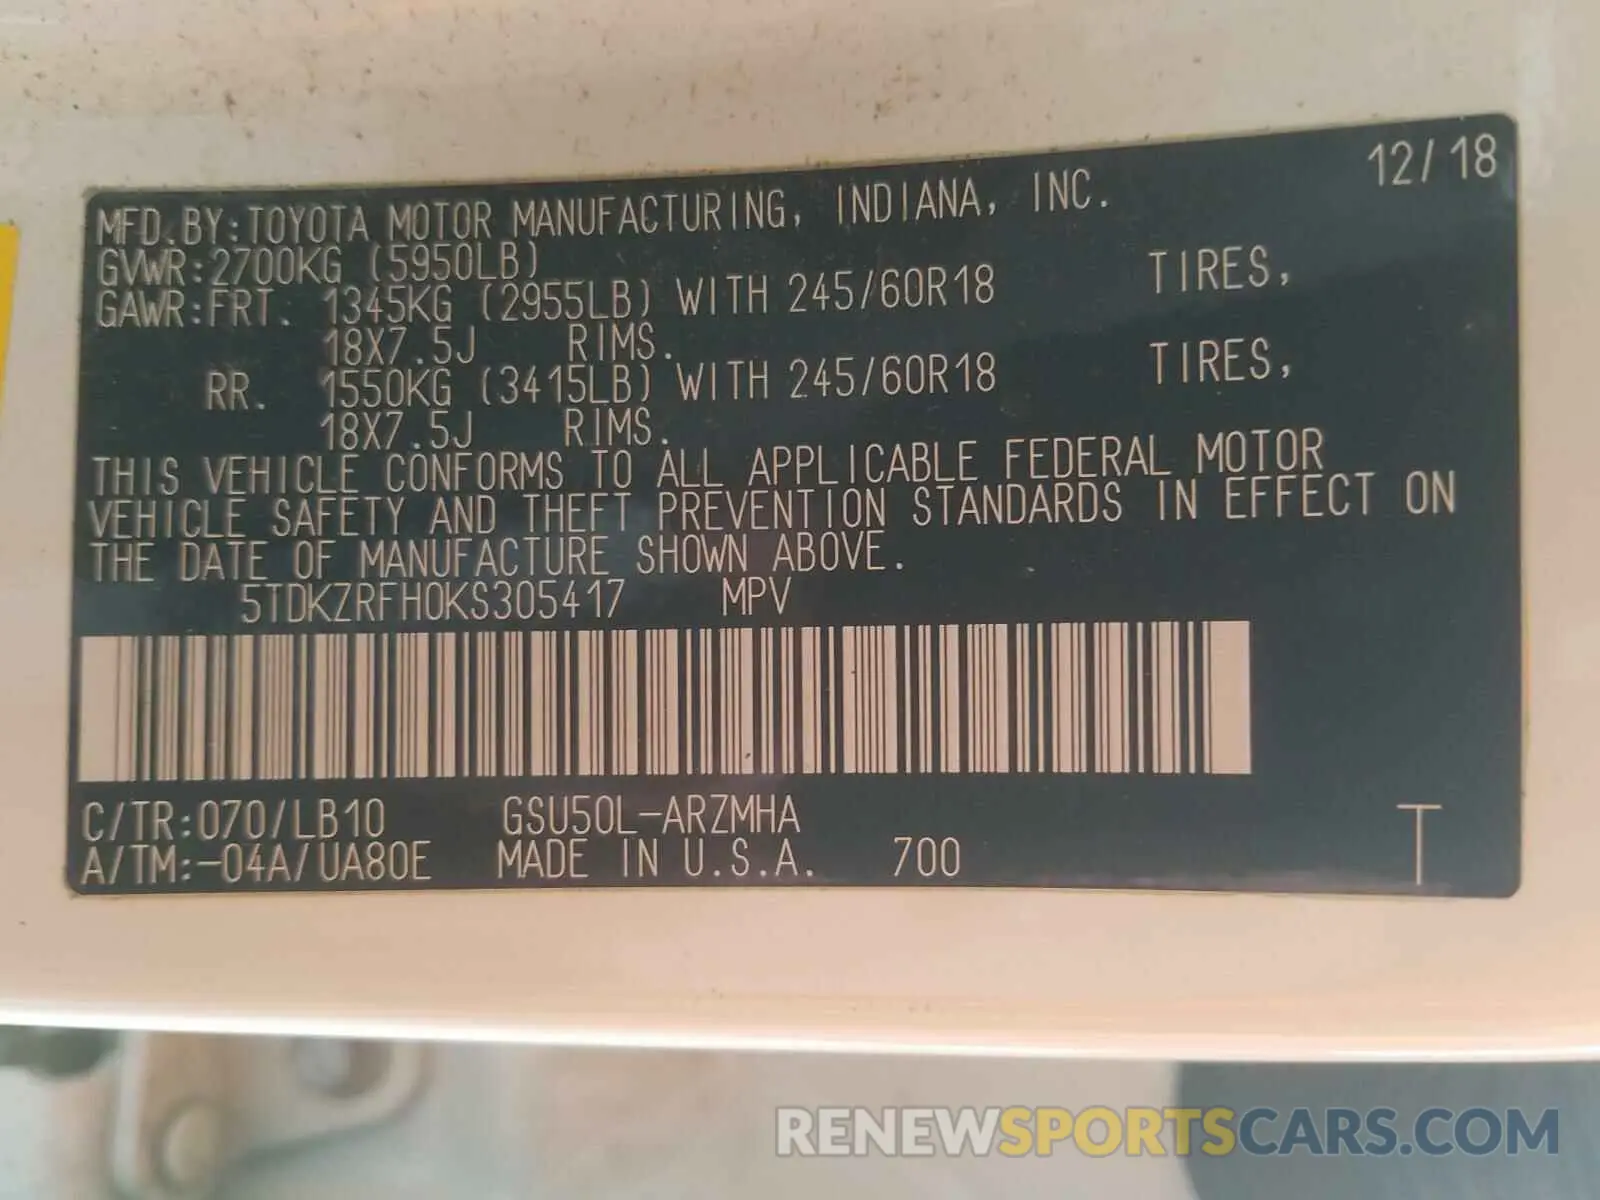 12/18
MFD.BY:TOYOTA MOTOR MANUFACTURING, INDIANA, INC.
GVWR:2700KG (5950LB)
GAWR:FRT. 1345KG (2955LB) WITH 245/60R18 TIRES,
18X7.5J RIMS.
RR. 1550KG (3415LB) WITH 245/60R18 TIRES,
18X7.5J RIMS.
THIS VEHICLE CONFORMS TO ALL APPLICABLE FEDERAL MOTOR
VEHICLE SAFETY AND THEFT PREVENTION STANDARDS IN EFFECT ON
THE DATE OF MANUFACTURE SHOWN ABOVE.
5TDKZRFH0KS305417 MPV
C/TR:070/LB10 GSU50L-ARZMHA
A/TM:-04A/UA80E MADE IN U.S.A. 700 T
RENEWSPORTSCARS.COM